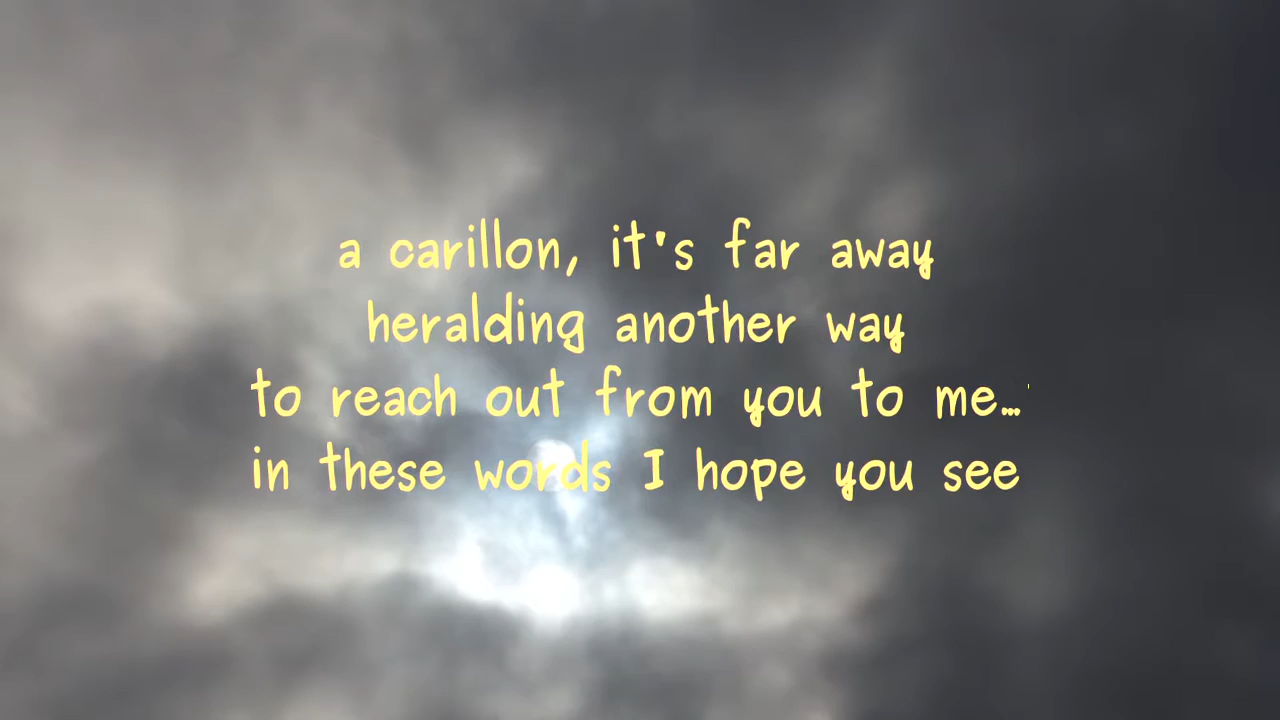 a carillon, it's far away
heralding another way
to reach out from you to me...'
in these words I hope you see